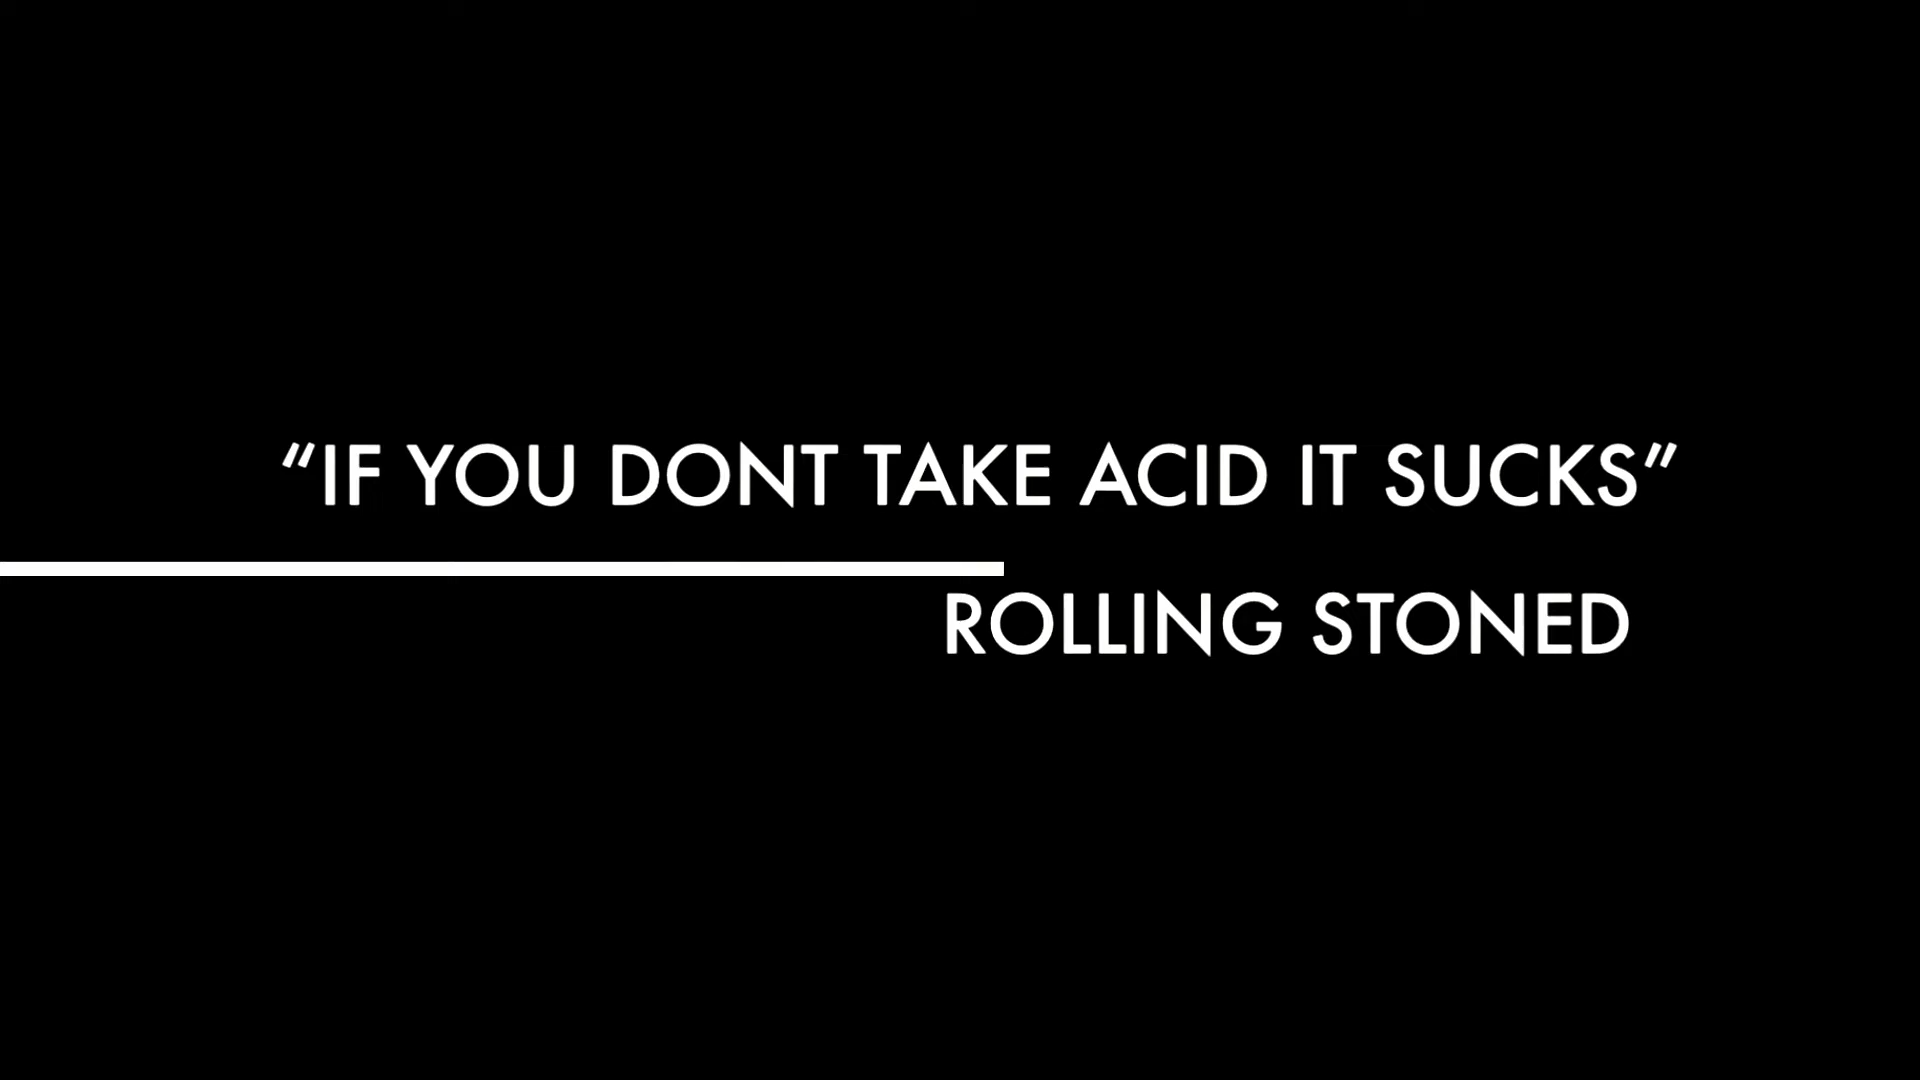 “IF YOU DONT TAKE ACID IT SUCKS”
ROLLING STONED